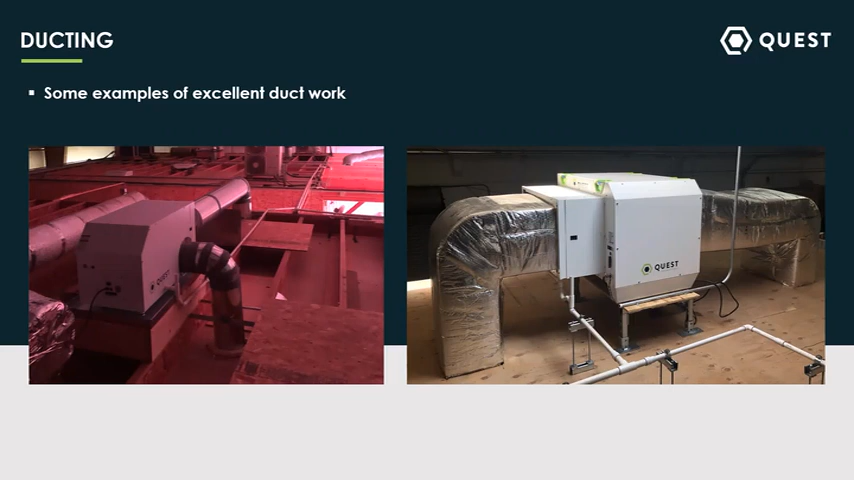 DUCTING
QUEST
▪ Some examples of excellent duct work
QUEST
QUEST